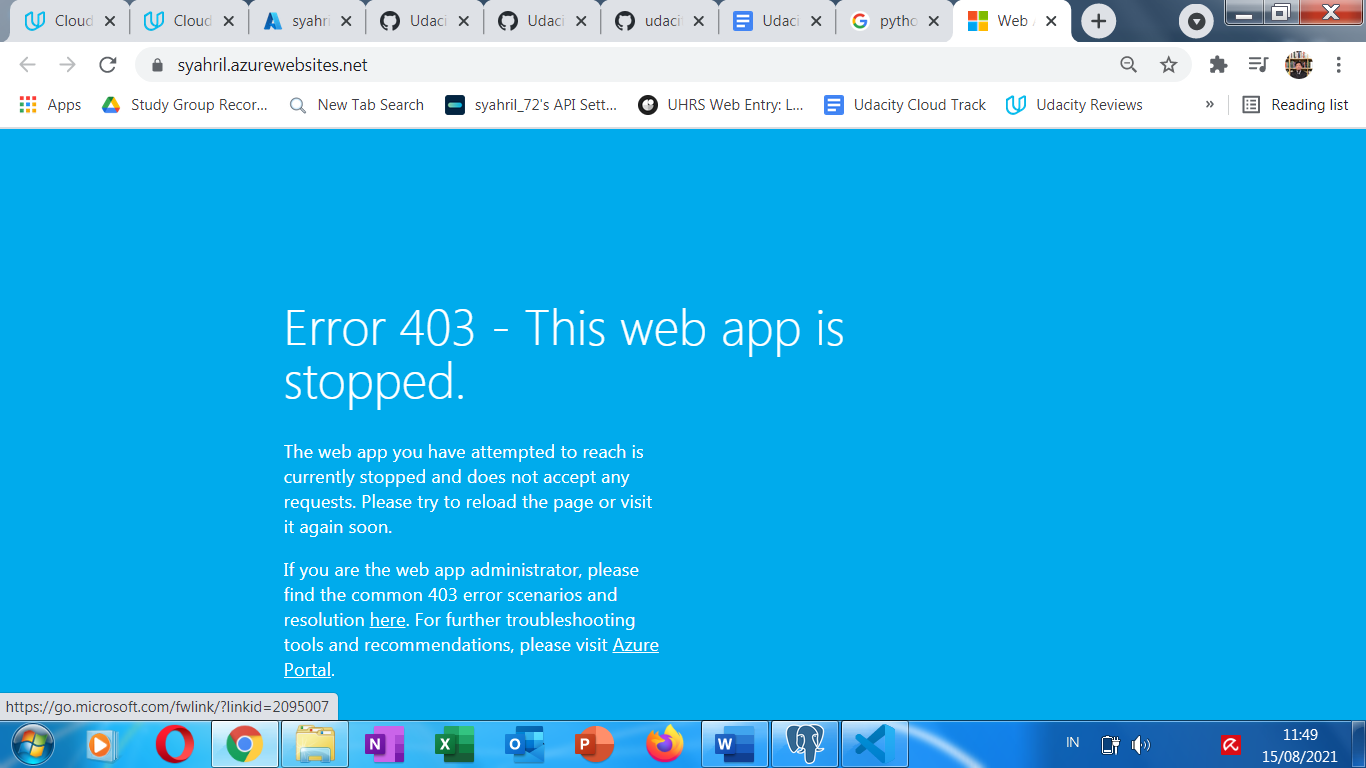 Cloud
Cloud
syahri
Udaci
Udaci
udaci
Udaci
pytho
Web A
syahril.azurewebsites.net
Apps
Study Group Recor...
New Tab Search
syahril_72's API Sett...
UHRS Web Entry: L...
Udacity Cloud Track
Udacity Reviews
»
Reading list
Error 403 - This web app is
stopped.
The web app you have attempted to reach is
currently stopped and does not accept any
requests. Please try to reload the page or visit
it again soon.
If you are the web app administrator, please
find the common 403 error scenarios and
resolution here. For further troubleshooting
tools and recommendations, please visit Azure
Portal.
https://go.microsoft.com/fwlink/?linkid=2095007
IN
11:49
15/08/2021